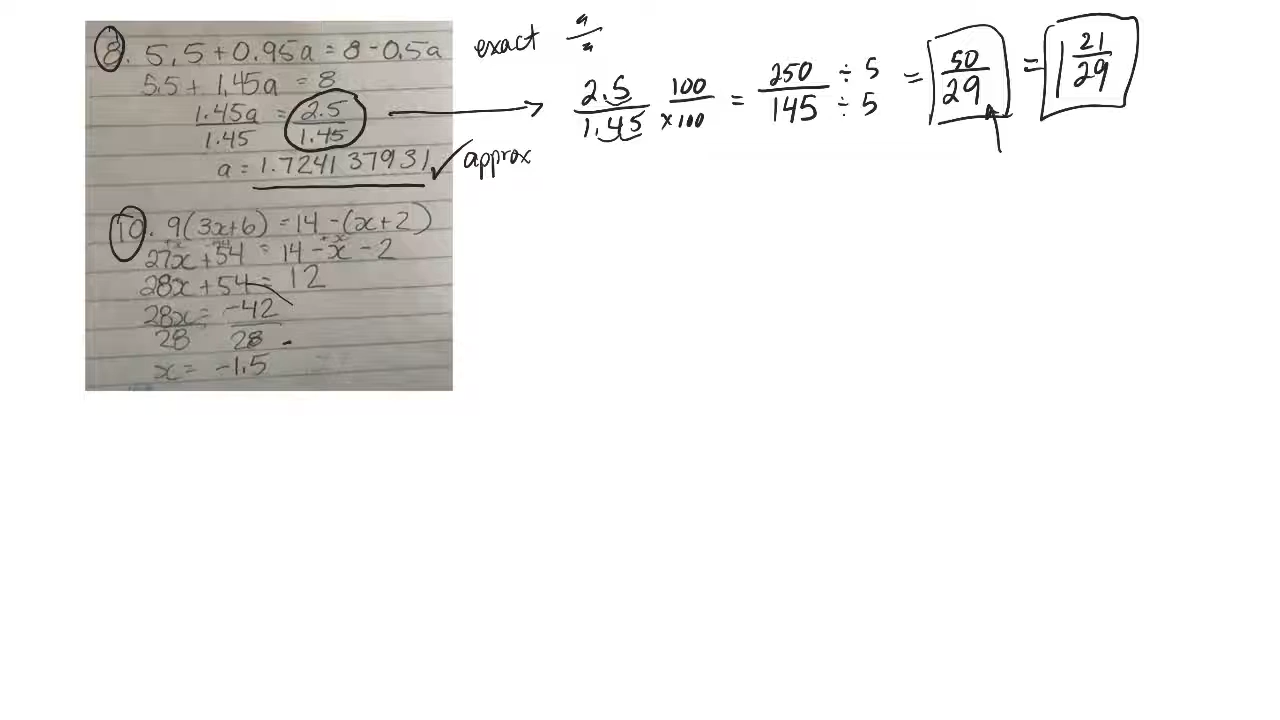 8. 5.5 + 0.95a = 8 - 0.5a
5.5 + 1.45a = 8
1.45a = 2.5
1.45 1.45
a = 1.724137931 ✓ approx
exact a/a
2.5/1.45 × 100/100 = 250/145 ÷ 5/÷ 5 = 50/29 = 1 21/29
10. 9(3x+6) = 14 - (x+2)
27x + 54 = 14 - x - 2
28x + 54 = 12
28x = -42
28 28
x = -1.5